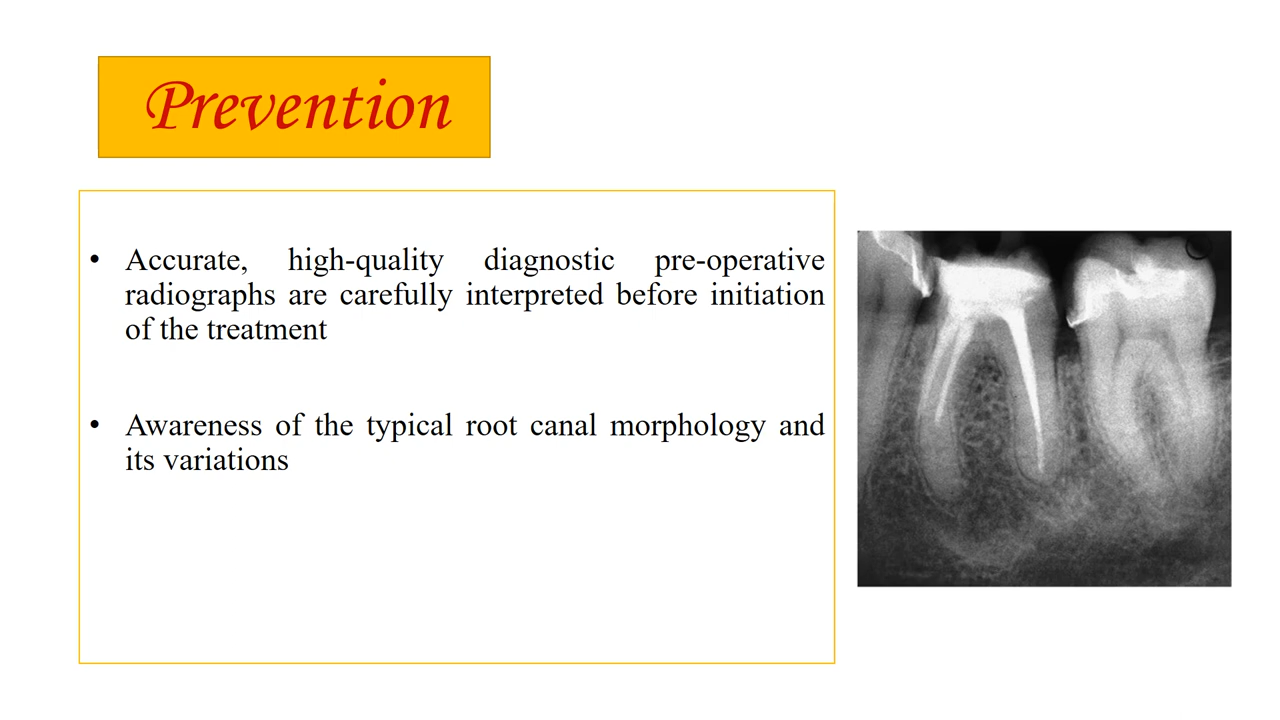 Prevention
• Accurate, high-quality diagnostic pre-operative
radiographs are carefully interpreted before initiation
of the treatment
• Awareness of the typical root canal morphology and
its variations